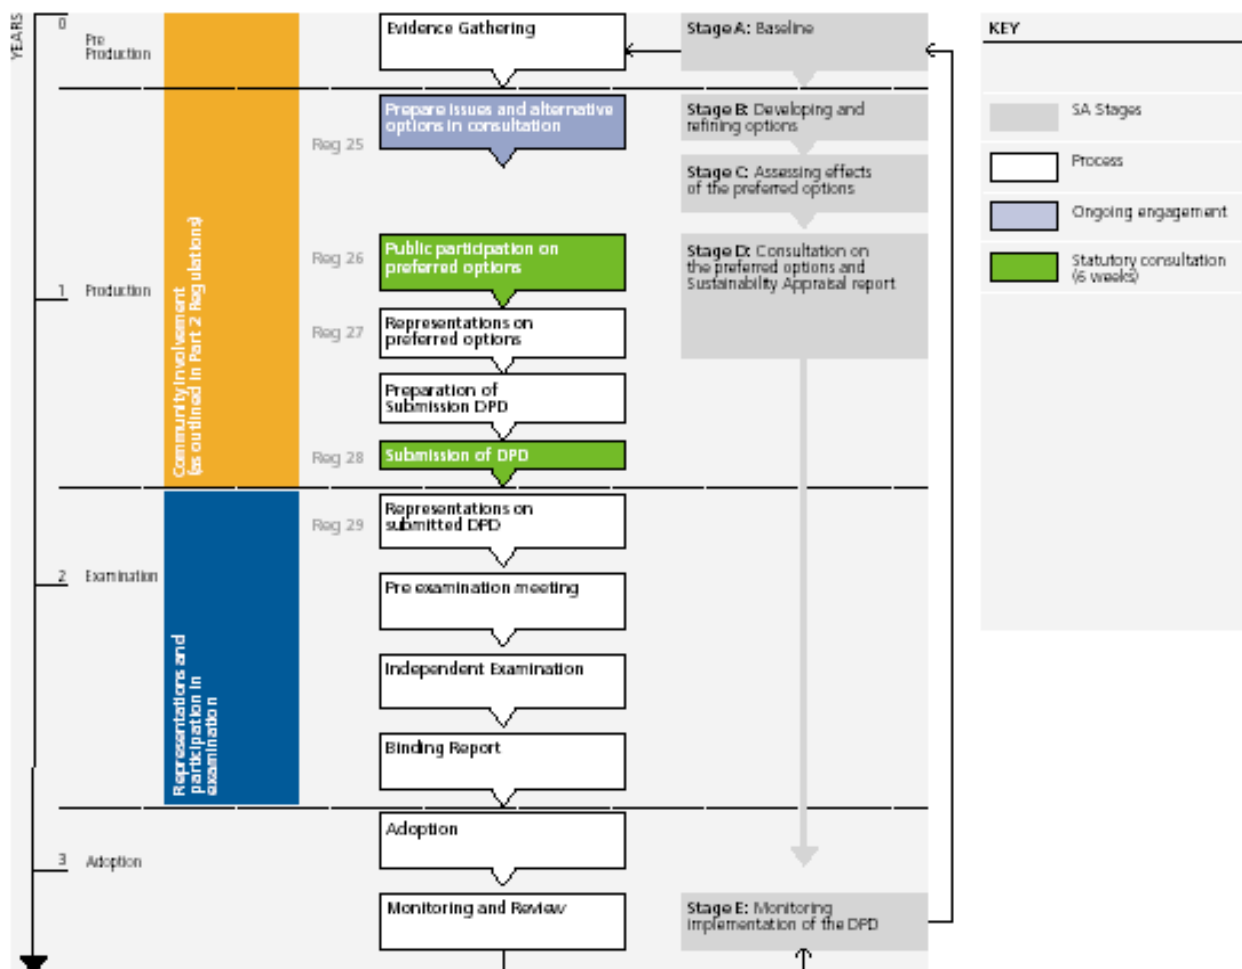 YEARS
0
Pre
Production
1
Production
2
Examination
3
Adoption
Community Involvement
(as outlined in Part 2 Regulations)
Representations and
participation in
examination
Reg 25
Reg 26
Reg 27
Reg 28
Reg 29
Evidence Gathering
Prepare issues and alternative
options in consultation
Public participation on
preferred options
Representations on
preferred options
Preparation of
Submission DPD
Submission of DPD
Representations on
submitted DPD
Pre examination meeting
Independent Examination
Binding Report
Adoption
Monitoring and Review
Stage A: Baseline
Stage B: Developing and
refining options
Stage C: Assessing effects
of the preferred options
Stage D: Consultation on
the preferred options and
Sustainability Appraisal report
Stage E: Monitoring
implementation of the DPD
KEY
SA Stages
Process
Ongoing engagement
Statutory consultation
(6 weeks)